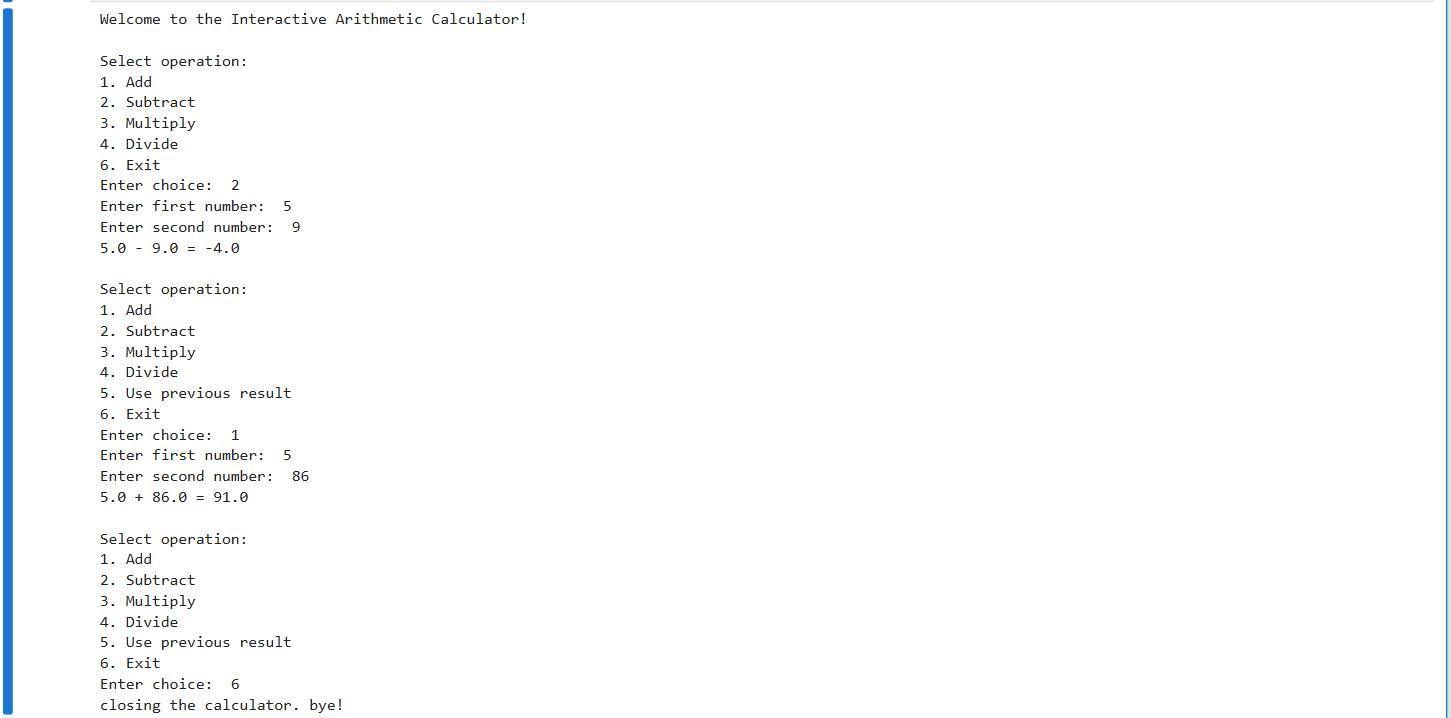 Welcome to the Interactive Arithmetic Calculator!
Select operation:
1. Add
2. Subtract
3. Multiply
4. Divide
6. Exit
Enter choice:  2
Enter first number:  5
Enter second number:  9
5.0 - 9.0 = -4.0
Select operation:
1. Add
2. Subtract
3. Multiply
4. Divide
5. Use previous result
6. Exit
Enter choice:  1
Enter first number:  5
Enter second number:  86
5.0 + 86.0 = 91.0
Select operation:
1. Add
2. Subtract
3. Multiply
4. Divide
5. Use previous result
6. Exit
Enter choice:  6
closing the calculator. bye!